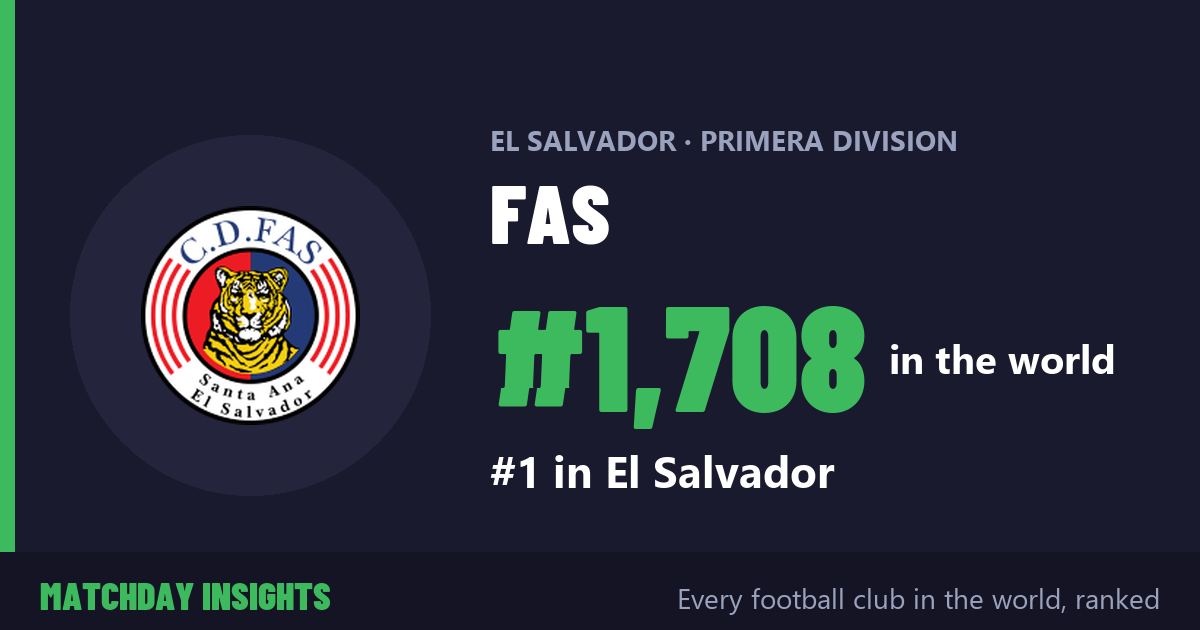 C.D.FAS
Santa Ana
El Salvador
EL SALVADOR · PRIMERA DIVISION
FAS
#1,708 in the world
#1 in El Salvador
MATCHDAY INSIGHTS
Every football club in the world, ranked